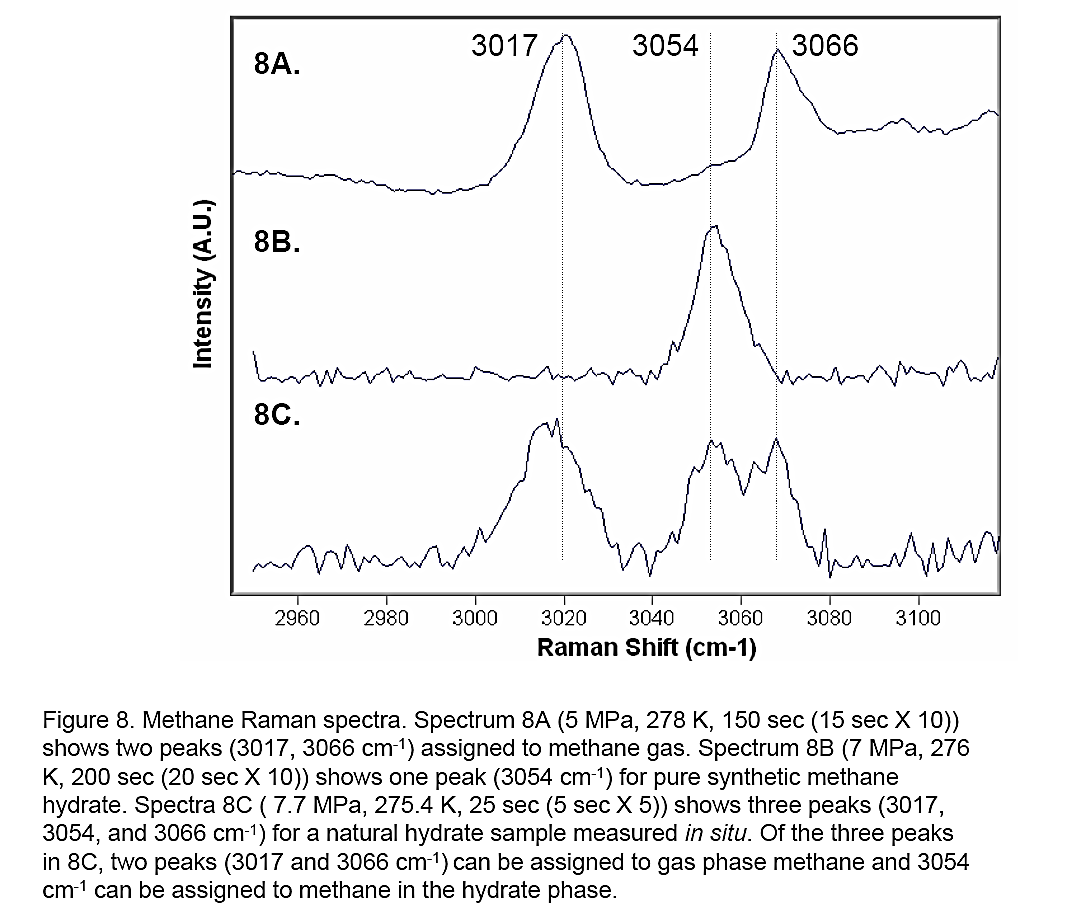 3017 3054 3066
8A.
8B.
8C.
Intensity (A.U.)
2960 2980 3000 3020 3040 3060 3080 3100
Raman Shift (cm-1)
Figure 8. Methane Raman spectra. Spectrum 8A (5 MPa, 278 K, 150 sec (15 sec X 10))
shows two peaks (3017, 3066 cm⁻¹) assigned to methane gas. Spectrum 8B (7 MPa, 276
K, 200 sec (20 sec X 10)) shows one peak (3054 cm⁻¹) for pure synthetic methane
hydrate. Spectra 8C ( 7.7 MPa, 275.4 K, 25 sec (5 sec X 5)) shows three peaks (3017,
3054, and 3066 cm⁻¹) for a natural hydrate sample measured in situ. Of the three peaks
in 8C, two peaks (3017 and 3066 cm⁻¹) can be assigned to gas phase methane and 3054
cm⁻¹ can be assigned to methane in the hydrate phase.